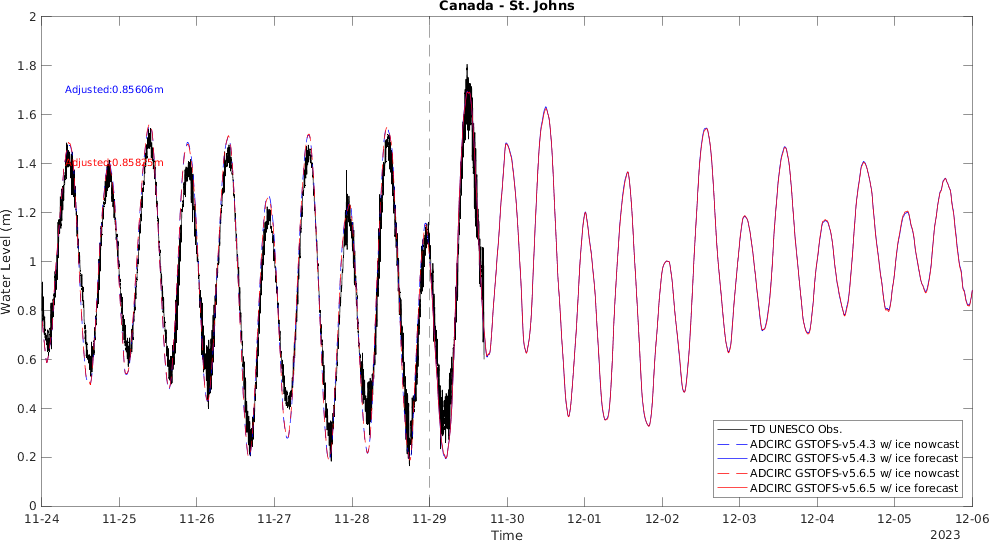 Canada - St. Johns
2
1.8
1.6
1.4
1.2
1
0.8
0.6
0.4
0.2
0
Water Level (m)
Adjusted:0.85606m
Adjusted:0.85825m
TD UNESCO Obs.
ADCIRC GSTOFS-v5.4.3 w/ ice nowcast
ADCIRC GSTOFS-v5.4.3 w/ ice forecast
ADCIRC GSTOFS-v5.6.5 w/ ice nowcast
ADCIRC GSTOFS-v5.6.5 w/ ice forecast
11-24 11-25 11-26 11-27 11-28 11-29 11-30 12-01 12-02 12-03 12-04 12-05 12-06
Time
2023